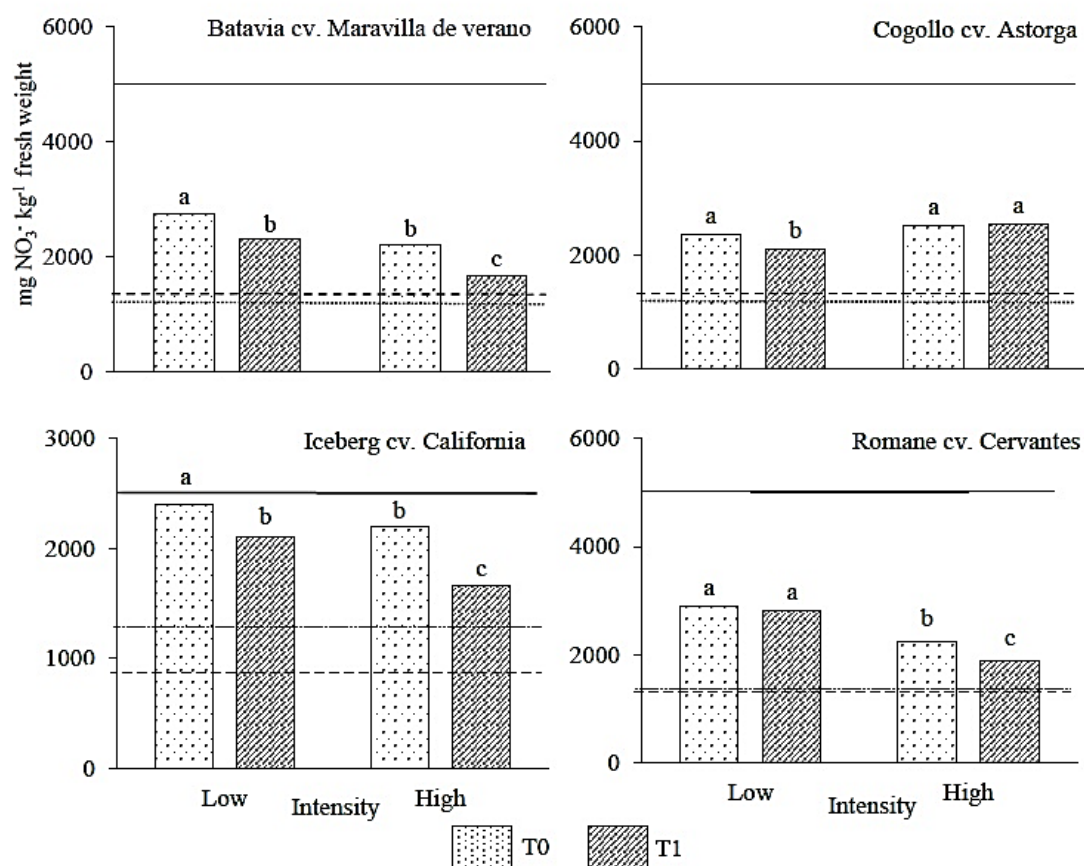 mg NO₃⁻ kg⁻¹ fresh weight
Batavia cv. Maravilla de verano
6000
4000
2000
0
a
b
b
c
Cogollo cv. Astorga
6000
4000
2000
0
a
b
a
a
Iceberg cv. California
3000
2000
1000
0
a
b
b
c
Low
Intensity
High
Romane cv. Cervantes
6000
4000
2000
0
a
a
b
c
Low
Intensity
High
T0
T1